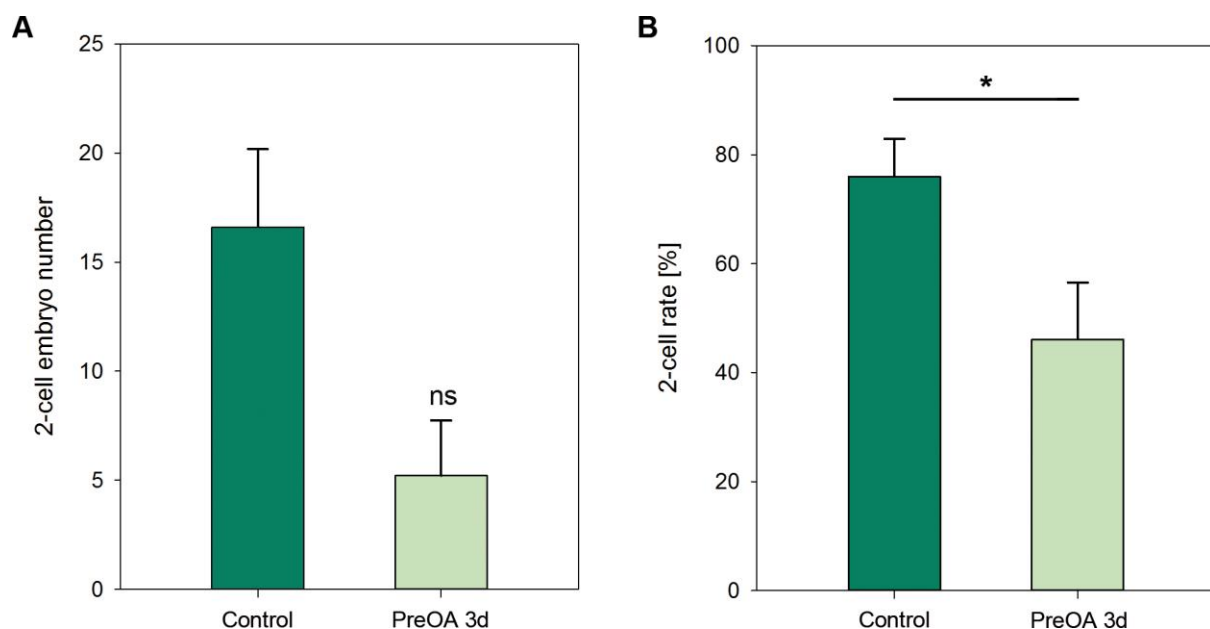 A
25
20
15
10
5
0
2-cell embryo number
ns
Control PreOA 3d
B
100
80
60
40
20
0
2-cell rate [%]
*
Control PreOA 3d